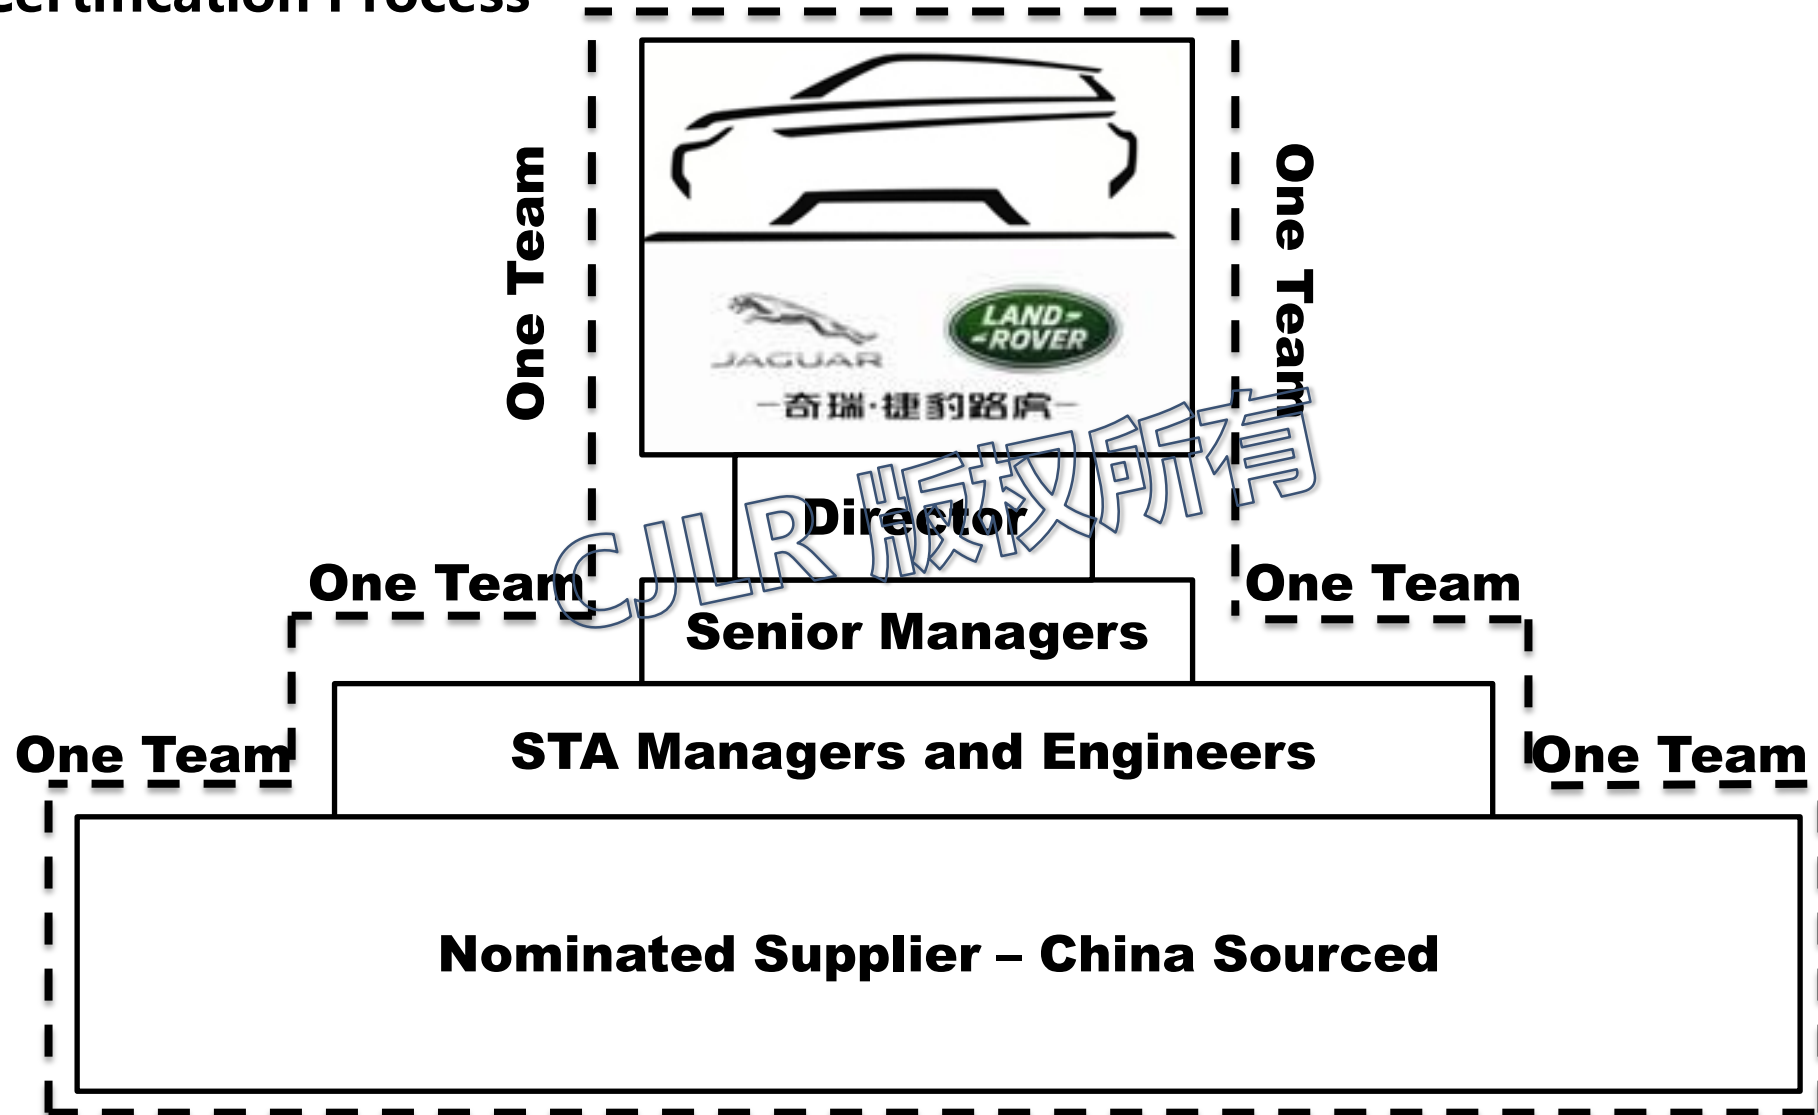 Certification Process
One Team
One Team
LAND-
-ROVER
JAGUAR
-奇瑞·捷豹路虎-
CJLR 版权所有
Director
One Team
One Team
Senior Managers
One Team
STA Managers and Engineers
One Team
Nominated Supplier – China Sourced